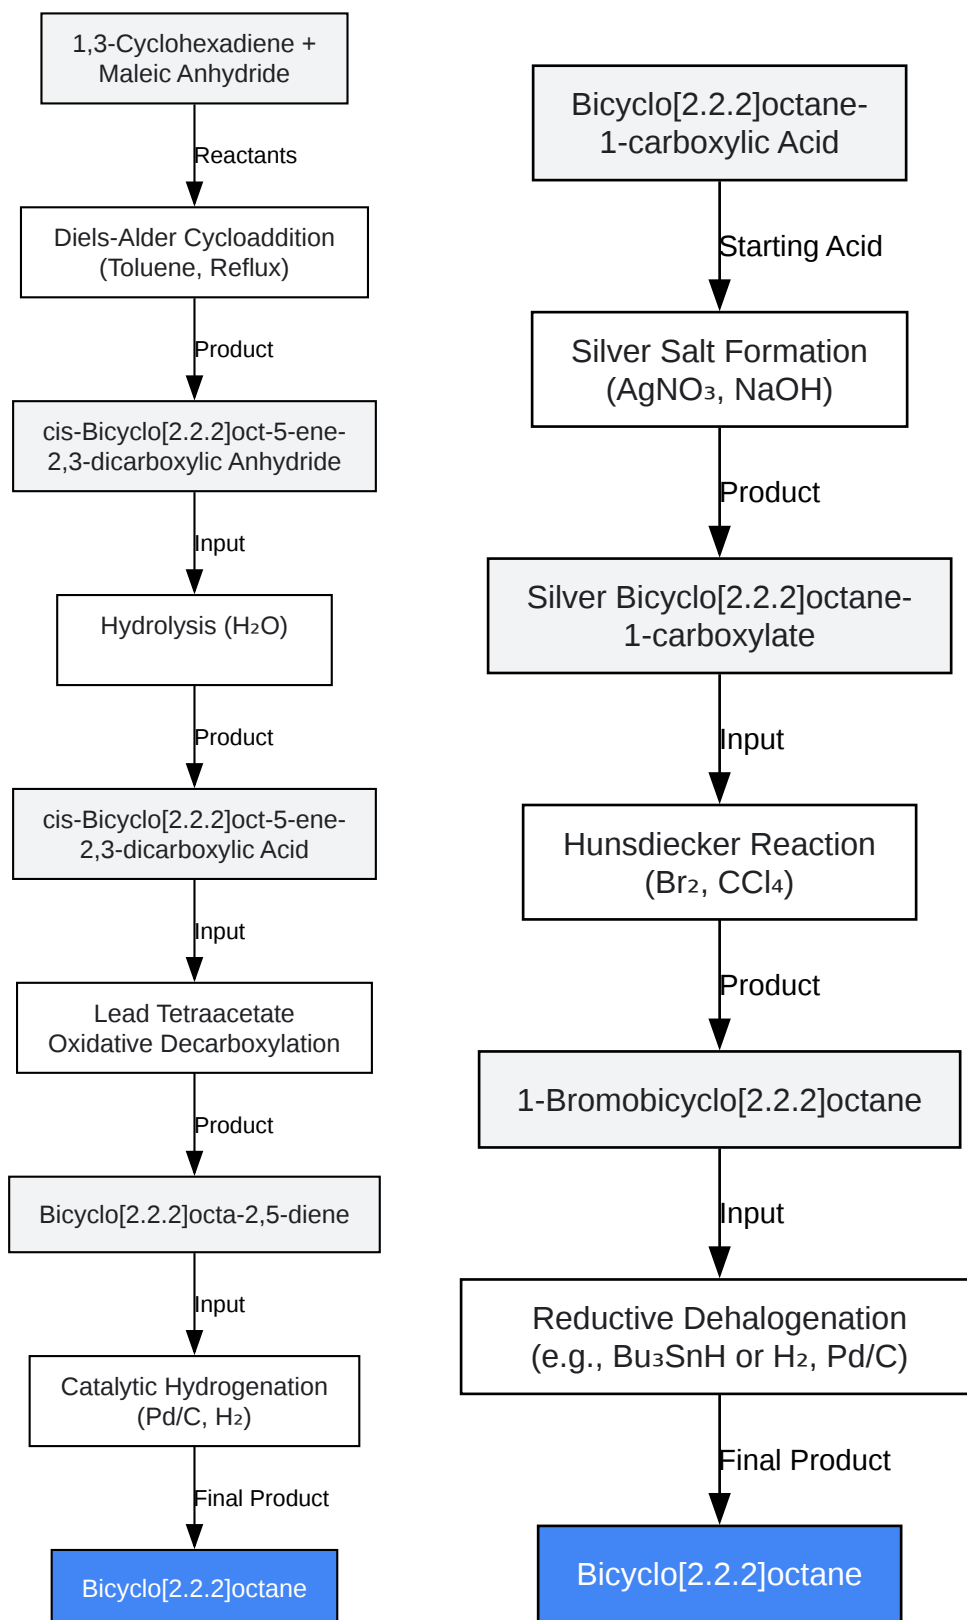 1,3-Cyclohexadiene +
Maleic Anhydride
Reactants
Diels-Alder Cycloaddition
(Toluene, Reflux)
Product
cis-Bicyclo[2.2.2]oct-5-ene-
2,3-dicarboxylic Anhydride
Input
Hydrolysis (H₂O)
Product
cis-Bicyclo[2.2.2]oct-5-ene-
2,3-dicarboxylic Acid
Input
Lead Tetraacetate
Oxidative Decarboxylation
Product
Bicyclo[2.2.2]octa-2,5-diene
Input
Catalytic Hydrogenation
(Pd/C, H₂)
Final Product
Bicyclo[2.2.2]octane
Bicyclo[2.2.2]octane-
1-carboxylic Acid
Starting Acid
Silver Salt Formation
(AgNO₃, NaOH)
Product
Silver Bicyclo[2.2.2]octane-
1-carboxylate
Input
Hunsdiecker Reaction
(Br₂, CCl₄)
Product
1-Bromobicyclo[2.2.2]octane
Input
Reductive Dehalogenation
(e.g., Bu₃SnH or H₂, Pd/C)
Final Product
Bicyclo[2.2.2]octane